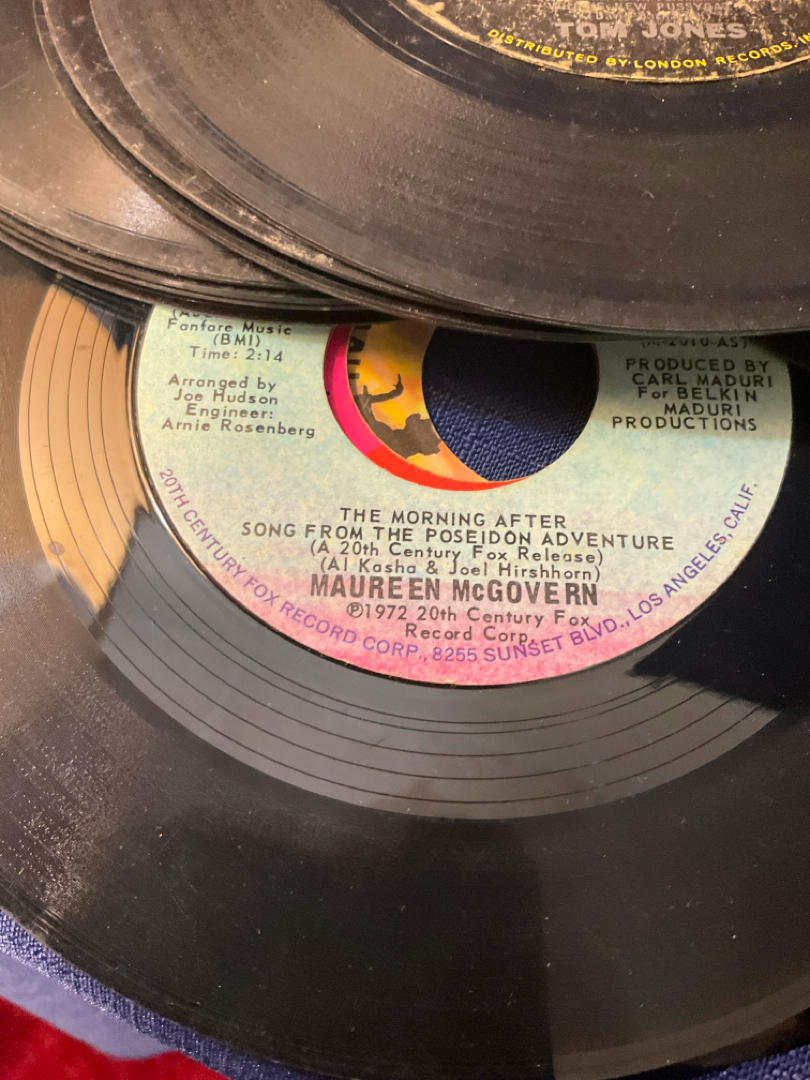 TOM JONES
DISTRIBUTED BY LONDON RECORDS, IN
Fanfare Music
(BMI)
Time: 2:14
Arranged by
Joe Hudson
Engineer:
Arnie Rosenberg
PRODUCED BY
CARL MADURI
For BELKIN
MADURI
PRODUCTIONS
THE MORNING AFTER
SONG FROM THE POSEIDON ADVENTURE
(A 20th Century Fox Release)
(Al Kasha & Joel Hirshhorn)
MAUREEN McGOVERN
℗1972 20th Century Fox
Record Corp.
20TH CENTURY FOX RECORD CORP., 8255 SUNSET BLVD., LOS ANGELES, CALIF.